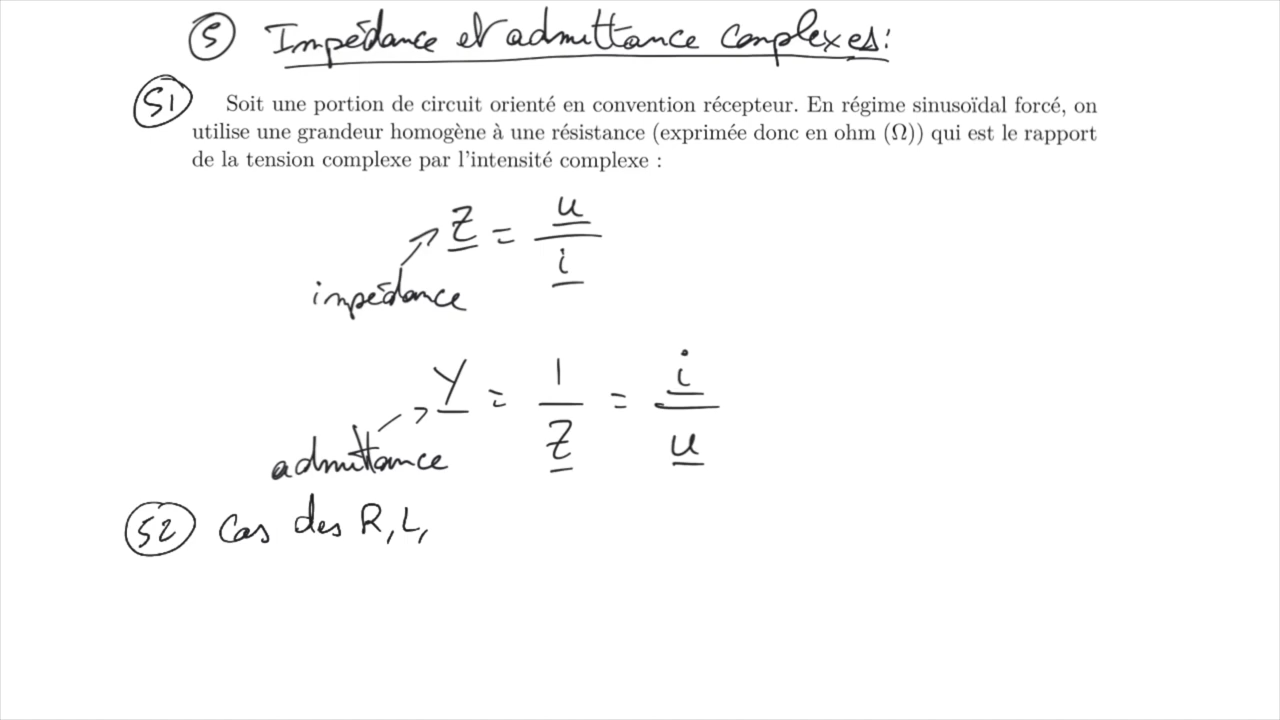 5 Impédance et admittance complexes:
51 Soit une portion de circuit orienté en convention récepteur. En régime sinusoïdal forcé, on
utilise une grandeur homogène à une résistance (exprimée donc en ohm (Ω)) qui est le rapport
de la tension complexe par l'intensité complexe :
Z = u / i
impédance
Y = 1 / Z = i / u
admittance
52 Cas des R, L,